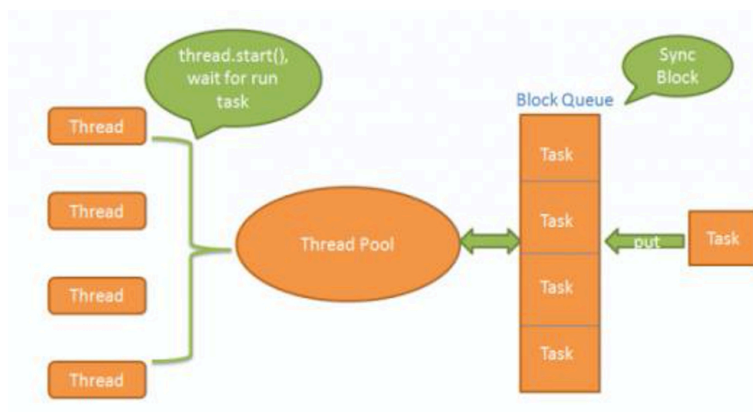 thread.start(),
wait for run
task
Sync
Block
Block Queue
Thread
Thread
Thread
Thread
Thread Pool
Task
Task
Task
Task
put
Task